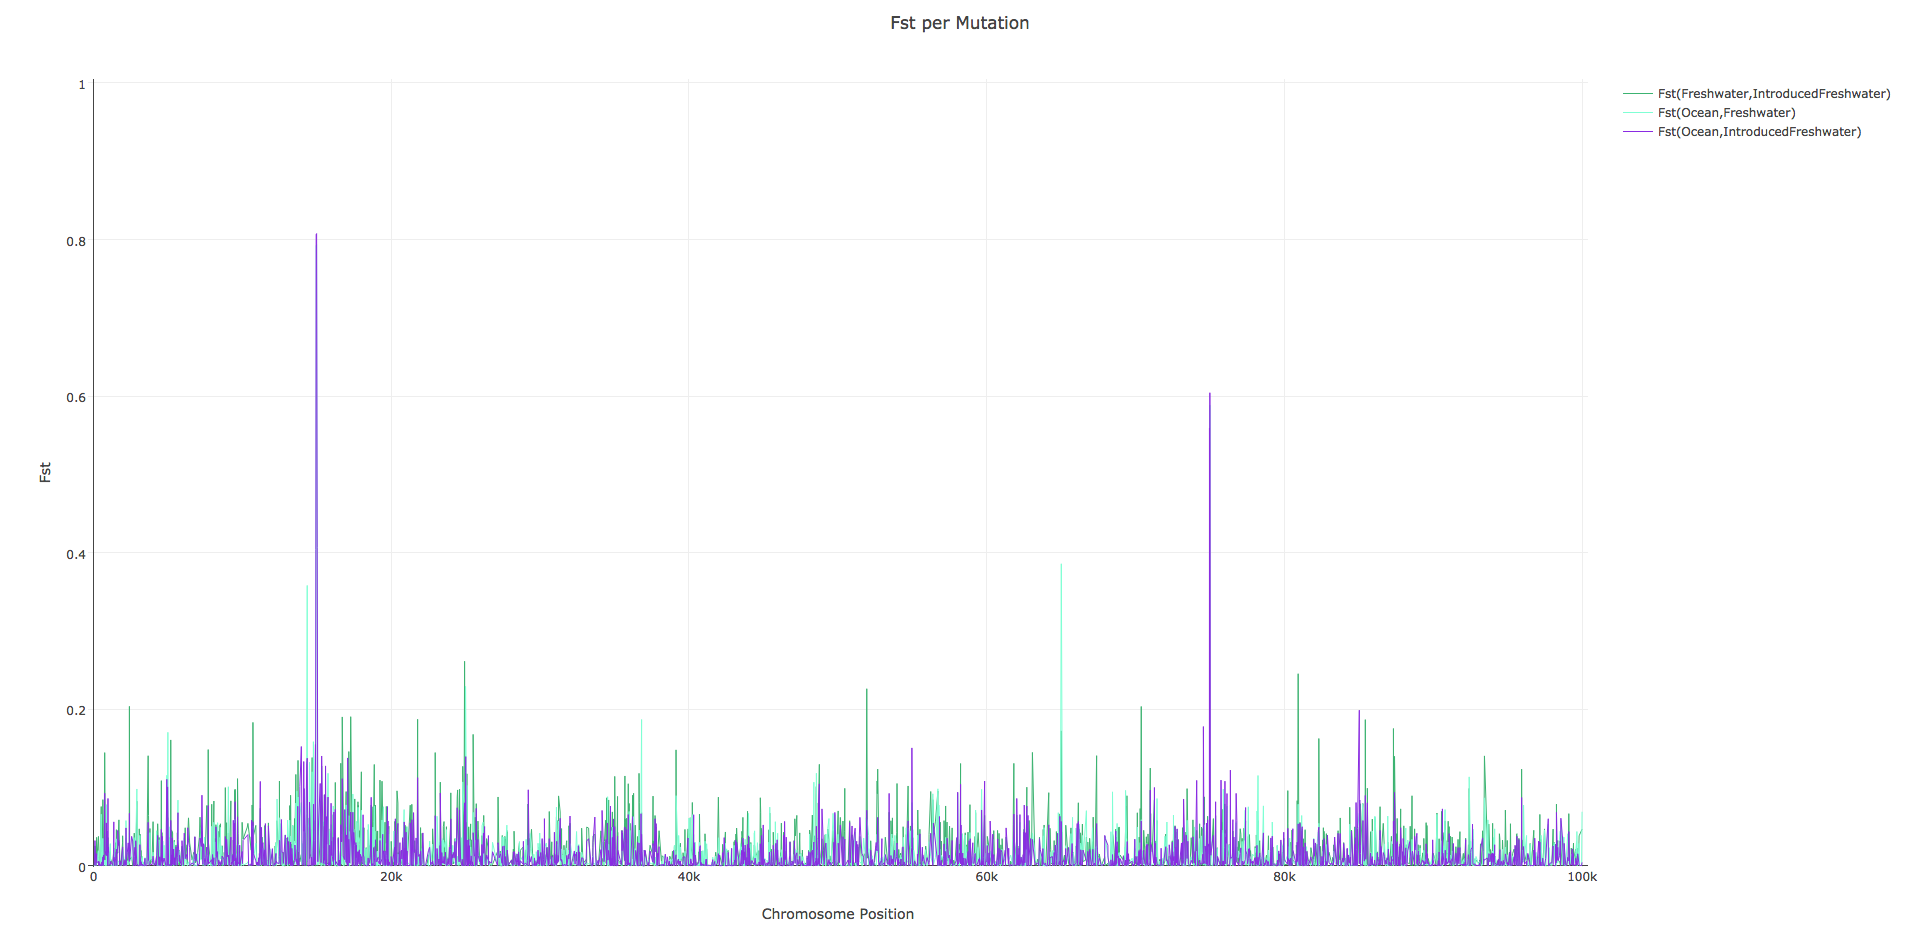 Fst per Mutation
1
0.8
0.6
0.4
0.2
0
Fst
0 20k 40k 60k 80k 100k
Chromosome Position
Fst(Freshwater,IntroducedFreshwater)
Fst(Ocean,Freshwater)
Fst(Ocean,IntroducedFreshwater)